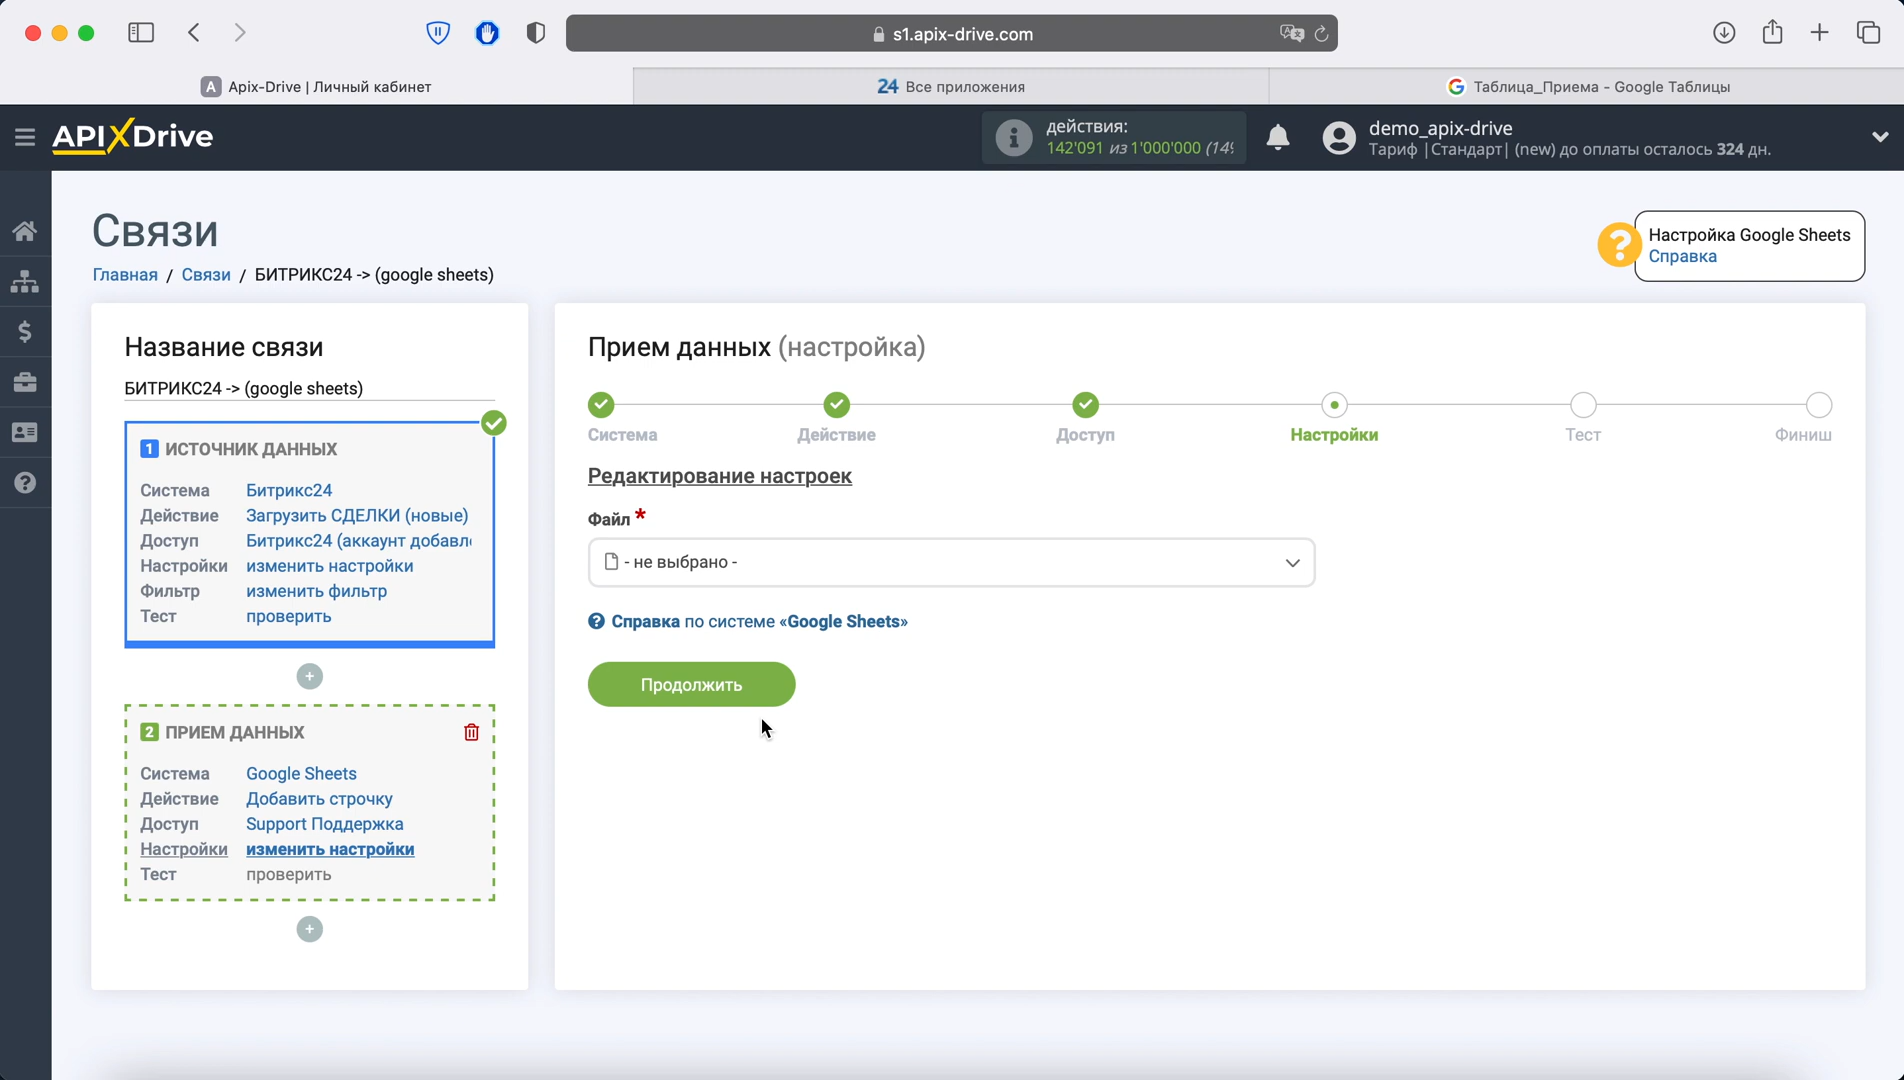 s1.apix-drive.com
A Apix-Drive | Личный кабинет
24 Все приложения
Таблица_Приема - Google Таблицы
APIXDrive
действия:
142'091 из 1'000'000 (14%
demo_apix-drive
Тариф |Стандарт| (new) до оплаты осталось 324 дн.
Связи
Главная / Связи / БИТРИКС24 -> (google sheets)
Настройка Google Sheets
Справка
Название связи
БИТРИКС24 -> (google sheets)
1 ИСТОЧНИК ДАННЫХ
Система Битрикс24
Действие Загрузить СДЕЛКИ (новые)
Доступ Битрикс24 (аккаунт добавл
Настройки изменить настройки
Фильтр изменить фильтр
Тест проверить
2 ПРИЕМ ДАННЫХ
Система Google Sheets
Действие Добавить строчку
Доступ Support Поддержка
Настройки изменить настройки
Тест проверить
Прием данных (настройка)
Система Действие Доступ Настройки Тест Финиш
Редактирование настроек
Файл *
- не выбрано -
Справка по системе «Google Sheets»
Продолжить